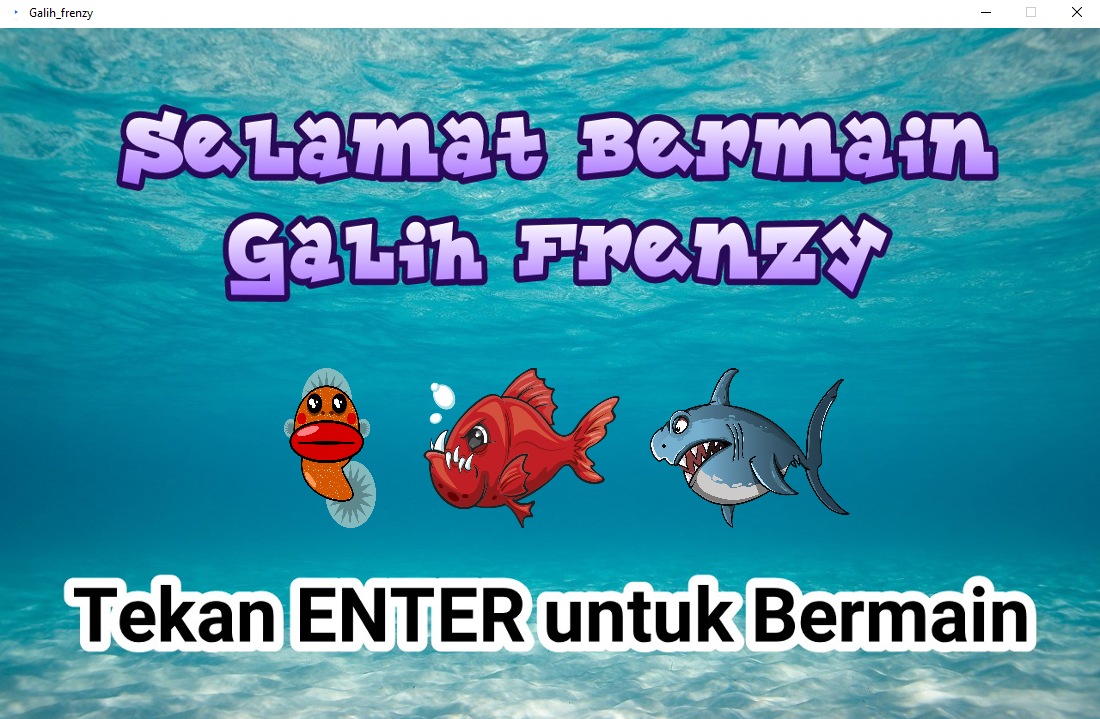 Galih_frenzy
Selamat Bermain
Galih Frenzy
Tekan ENTER untuk Bermain